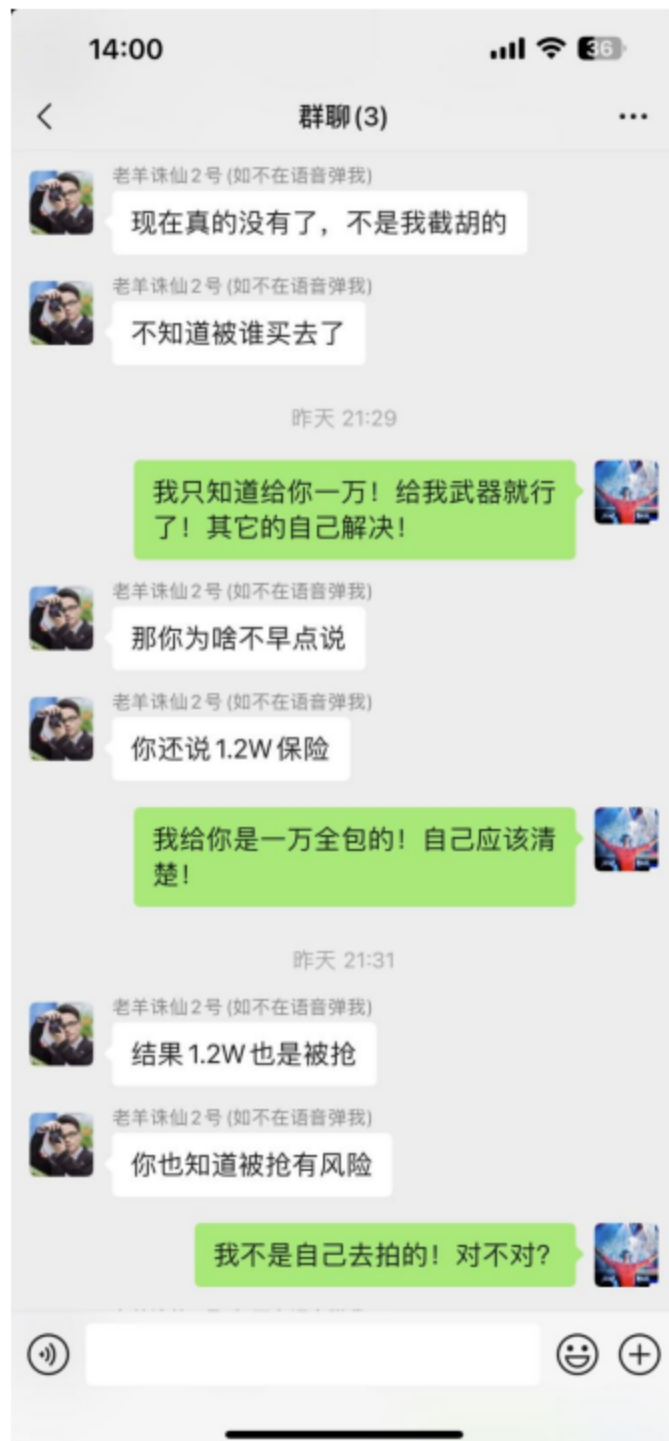 14:00
36
群聊(3)
老羊诛仙2号(如不在语音弹我)
现在真的没有了，不是我截胡的
老羊诛仙2号(如不在语音弹我)
不知道被谁买去了
昨天 21:29
我只知道给你一万！给我武器就行
了！其它的自己解决！
老羊诛仙2号(如不在语音弹我)
那你为啥不早点说
老羊诛仙2号(如不在语音弹我)
你还说1.2W保险
我给你是一万全包的！自己应该清
楚！
昨天 21:31
老羊诛仙2号(如不在语音弹我)
结果1.2W也是被抢
老羊诛仙2号(如不在语音弹我)
你也知道被抢有风险
我不是自己去拍的！对不对？